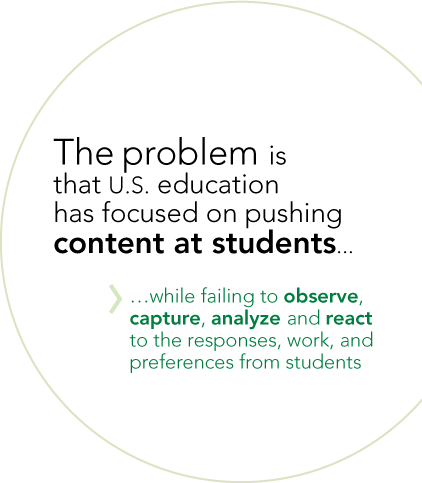 The problem is
that U.S. education
has focused on pushing
content at students...
...while failing to observe,
capture, analyze and react
to the responses, work, and
preferences from students